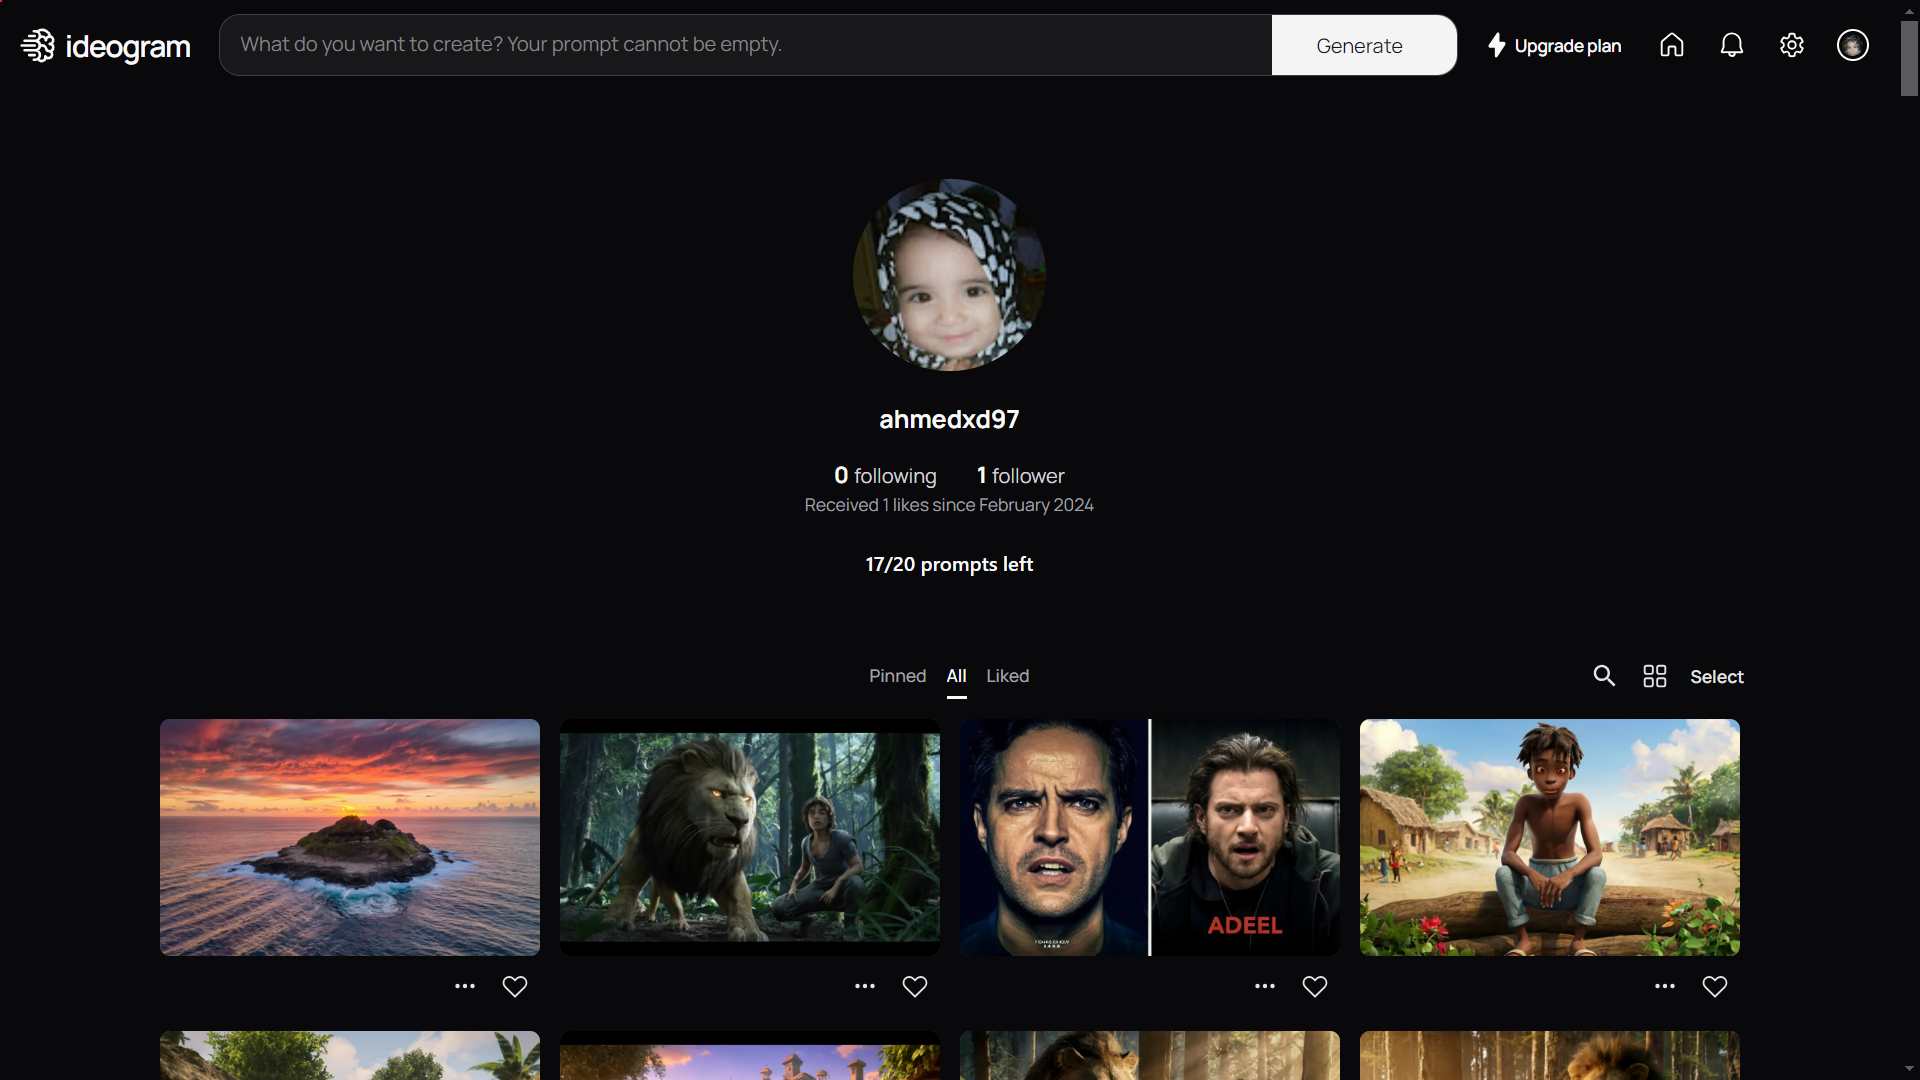 ideogram
What do you want to create? Your prompt cannot be empty.
Generate
Upgrade plan
ahmedxd97
0 following 1 follower
Received 1 likes since February 2024
17/20 prompts left
Pinned All Liked
Select
ADEEL